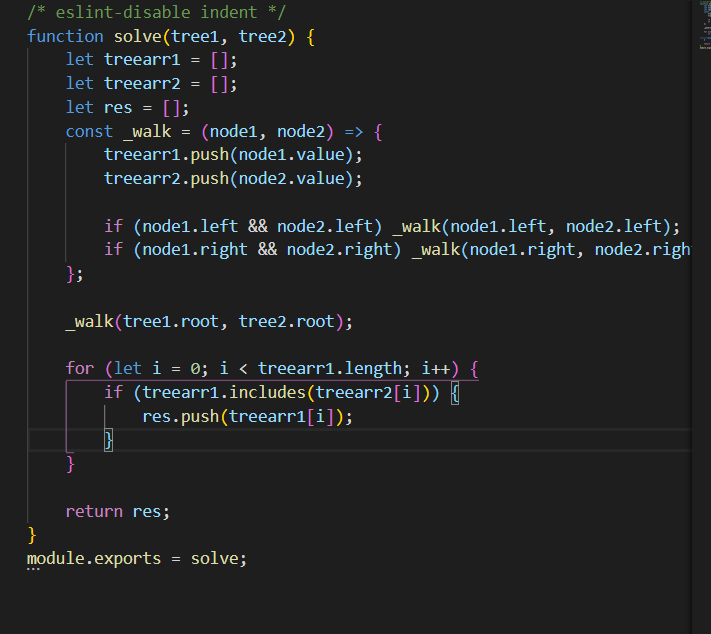 /* eslint-disable indent */
function solve(tree1, tree2) {
let treearr1 = [];
let treearr2 = [];
let res = [];
const _walk = (node1, node2) => {
treearr1.push(node1.value);
treearr2.push(node2.value);
if (node1.left && node2.left) _walk(node1.left, node2.left);
if (node1.right && node2.right) _walk(node1.right, node2.righ
};
_walk(tree1.root, tree2.root);
for (let i = 0; i < treearr1.length; i++) {
if (treearr1.includes(treearr2[i])) {
res.push(treearr1[i]);
}
}
return res;
}
module.exports = solve;